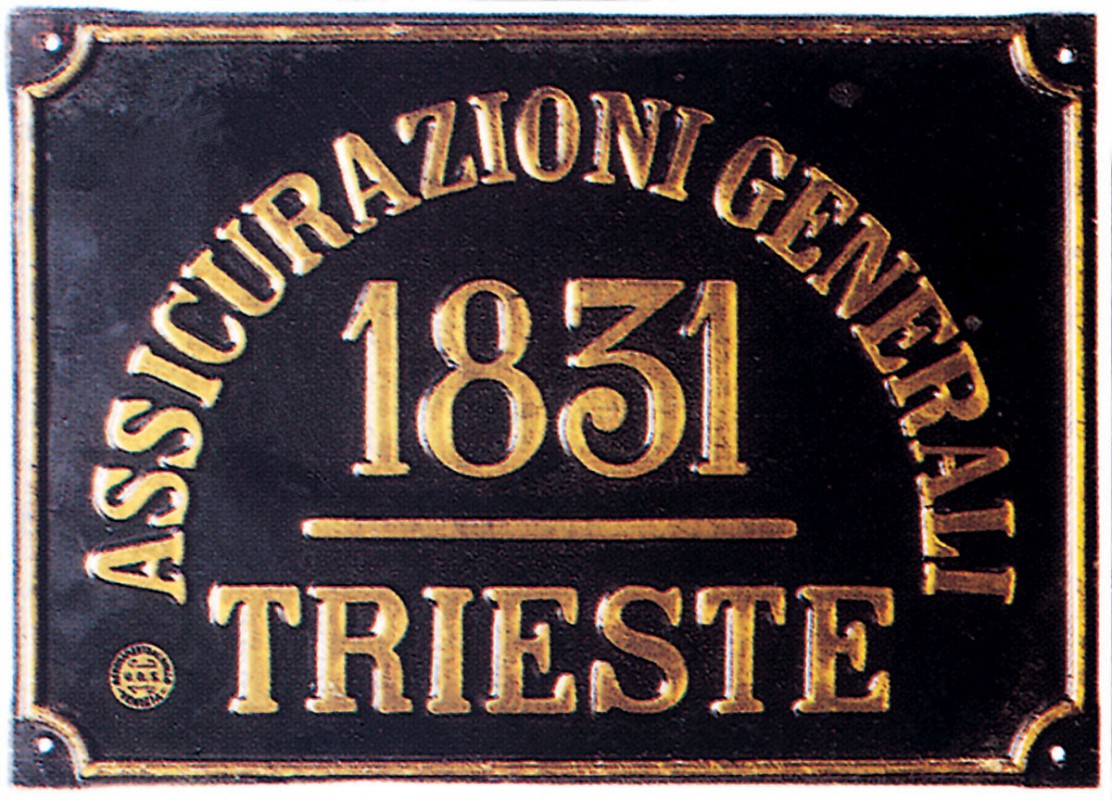 ASSICURAZIONI GENERALI
1831
TRIESTE